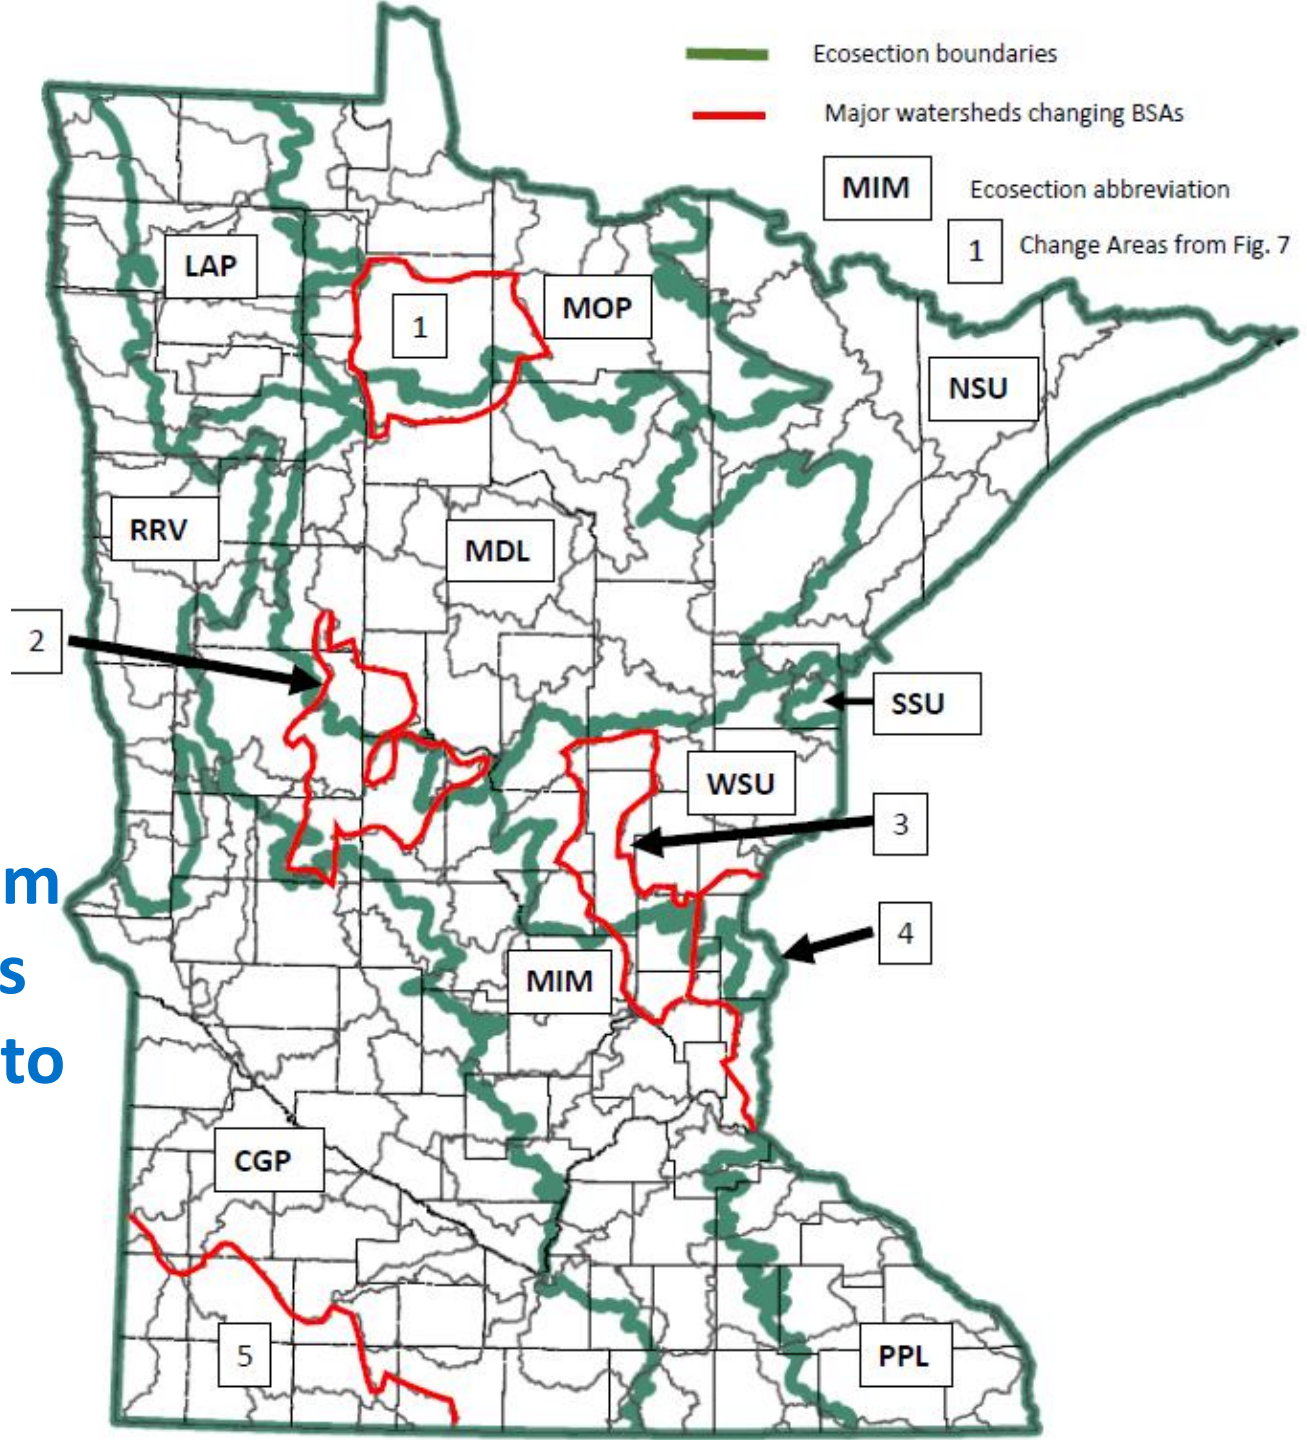 Ecosection boundaries
Major watersheds changing BSAs
MIM Ecosection abbreviation
1 Change Areas from Fig. 7
LAP
1
MOP
NSU
RRV
MDL
2
SSU
WSU
3
m
4
s
MIM
to
CGP
5
PPL